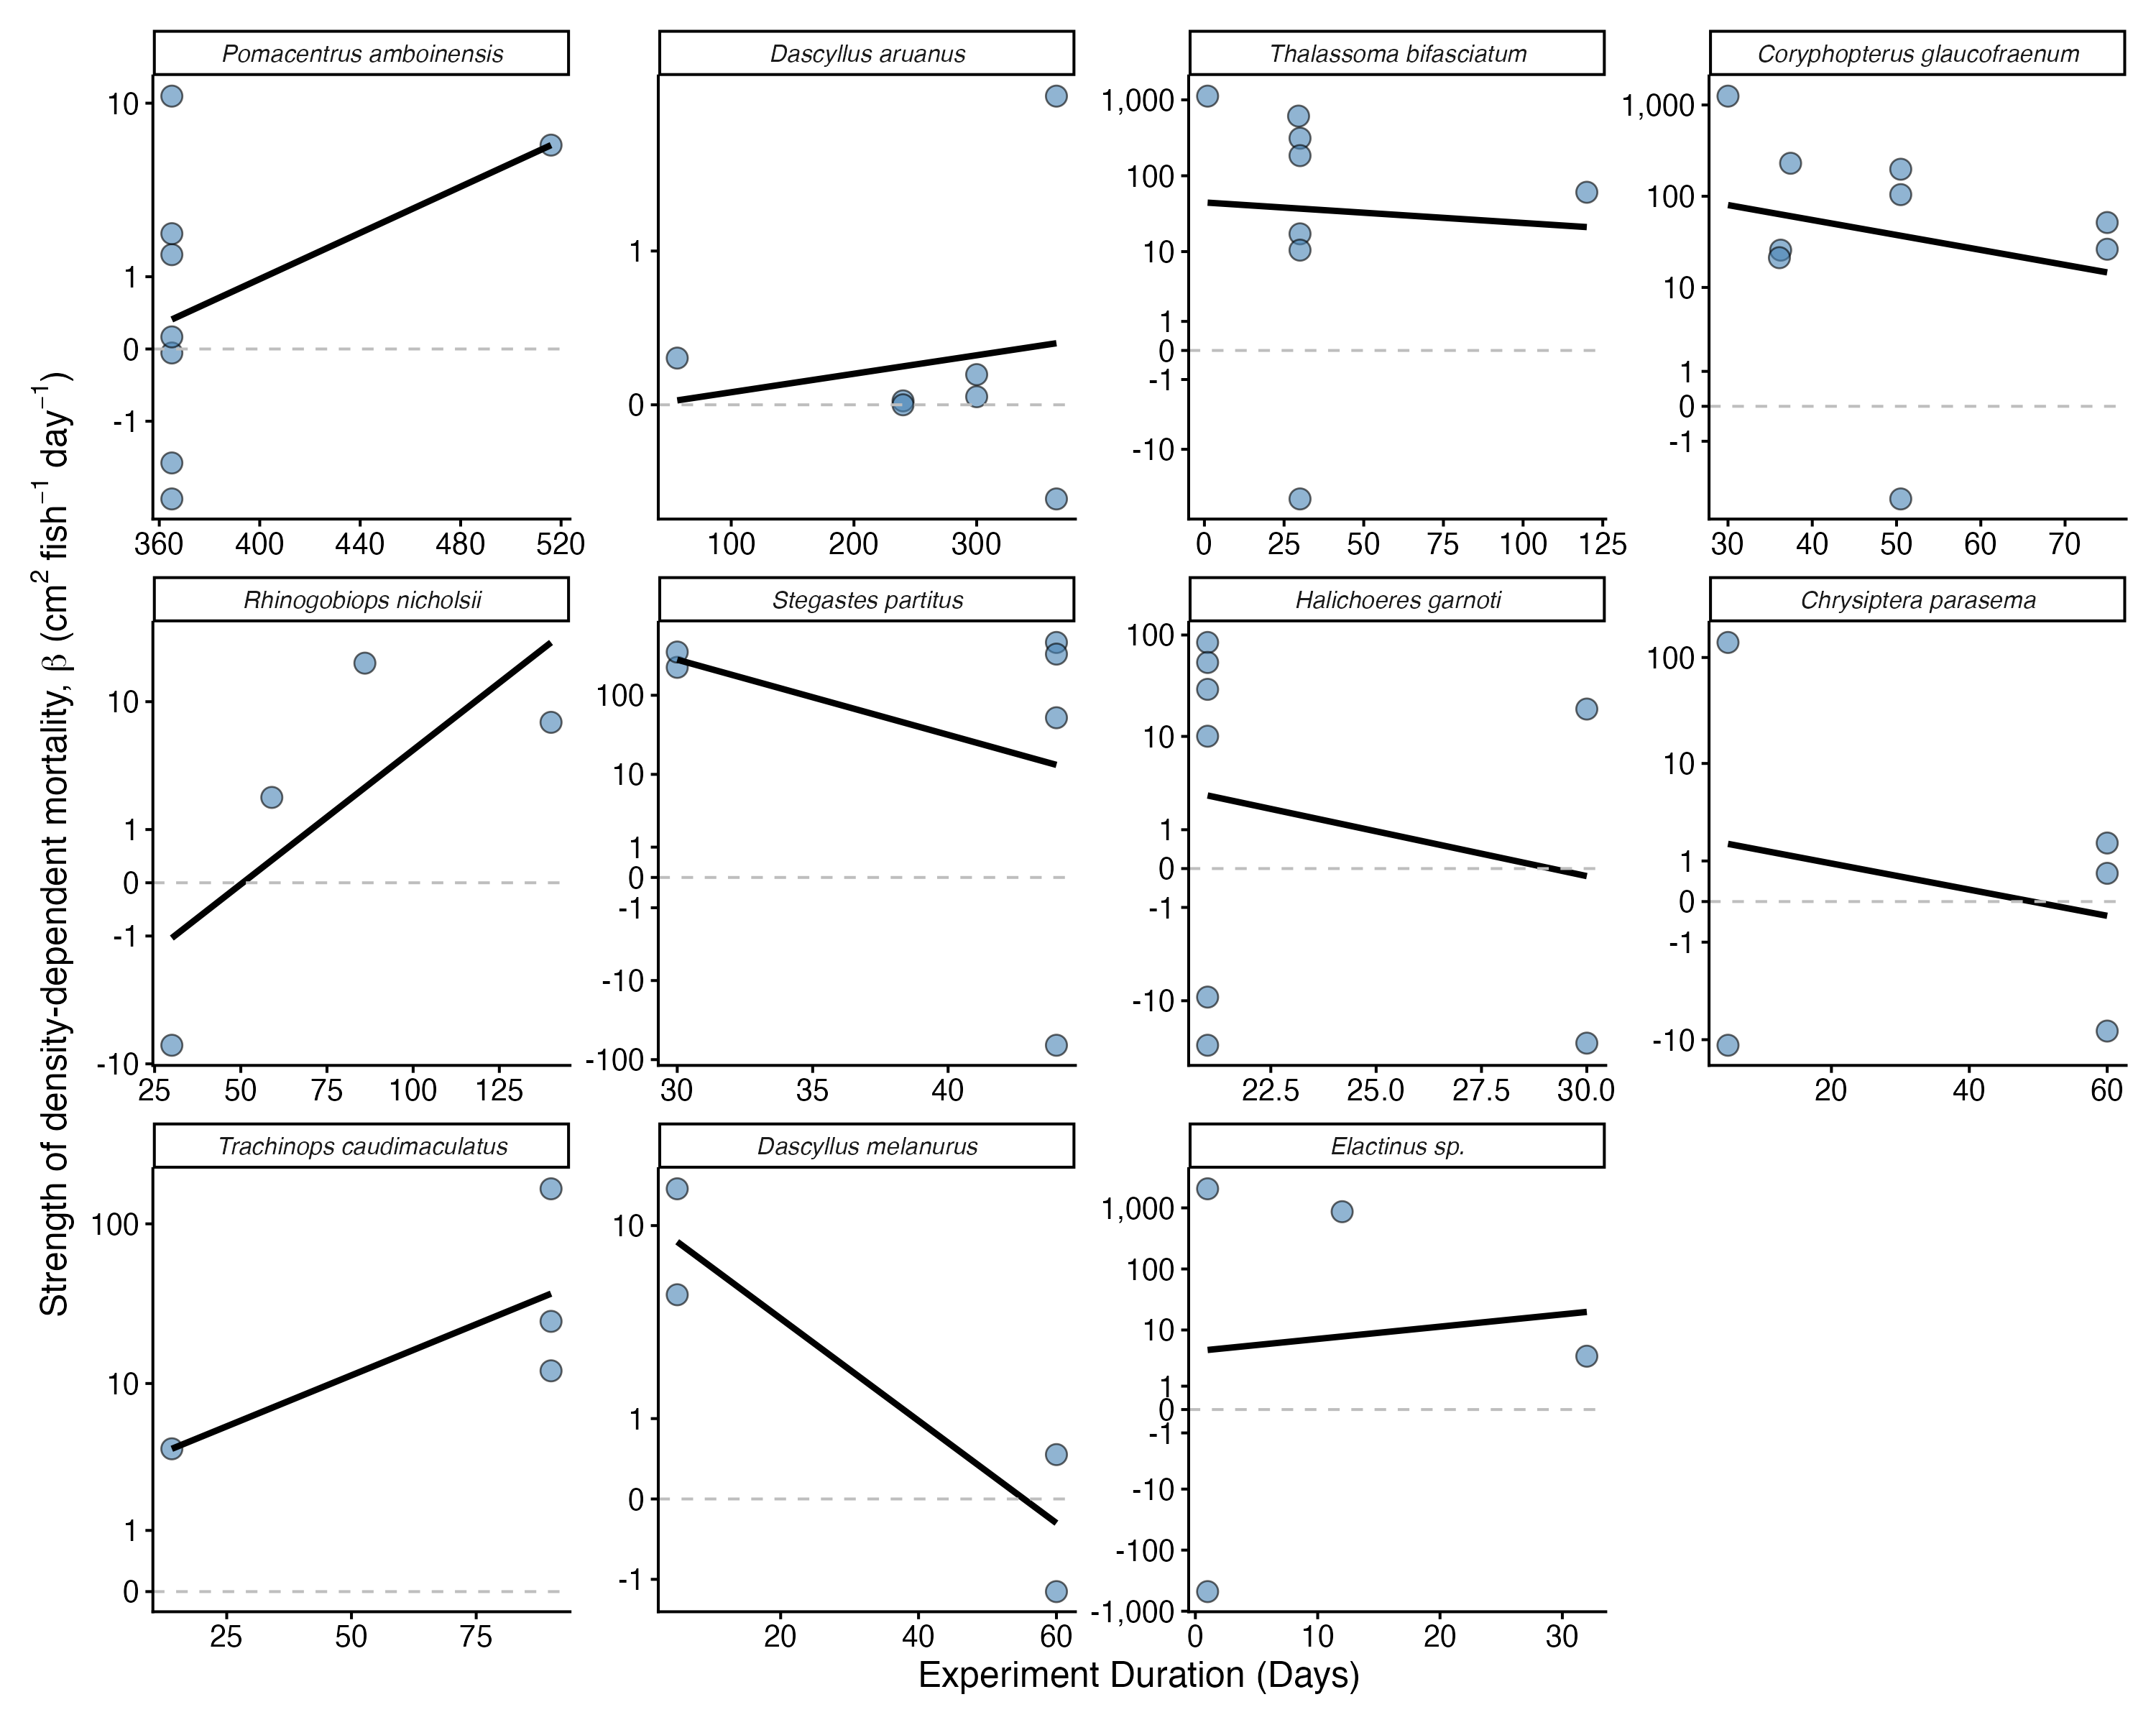 Pomacentrus amboinensis
Dascyllus aruanus
Thalassoma bifasciatum
Coryphopterus glaucofraenum
10
1
0
-1
360 400 440 480 520
1
0
100 200 300
1,000
100
10
1
0
-1
-10
0 25 50 75 100 125
1,000
100
10
1
0
-1
30 40 50 60 70
Rhinogobiops nicholsii
Stegastes partitus
Halichoeres garnoti
Chrysiptera parasema
10
1
0
-1
-10
25 50 75 100 125
100
10
1
0
-1
-10
-100
30 35 40
100
10
1
0
-1
-10
22.5 25.0 27.5 30.0
100
10
1
0
-1
-10
20 40 60
Trachinops caudimaculatus
Dascyllus melanurus
Elactinus sp.
100
10
1
0
25 50 75
10
1
0
-1
20 40 60
1,000
100
10
1
0
-1
-10
-100
-1,000
0 10 20 30
Strength of density-dependent mortality, β (cm² fish⁻¹ day⁻¹)
Experiment Duration (Days)